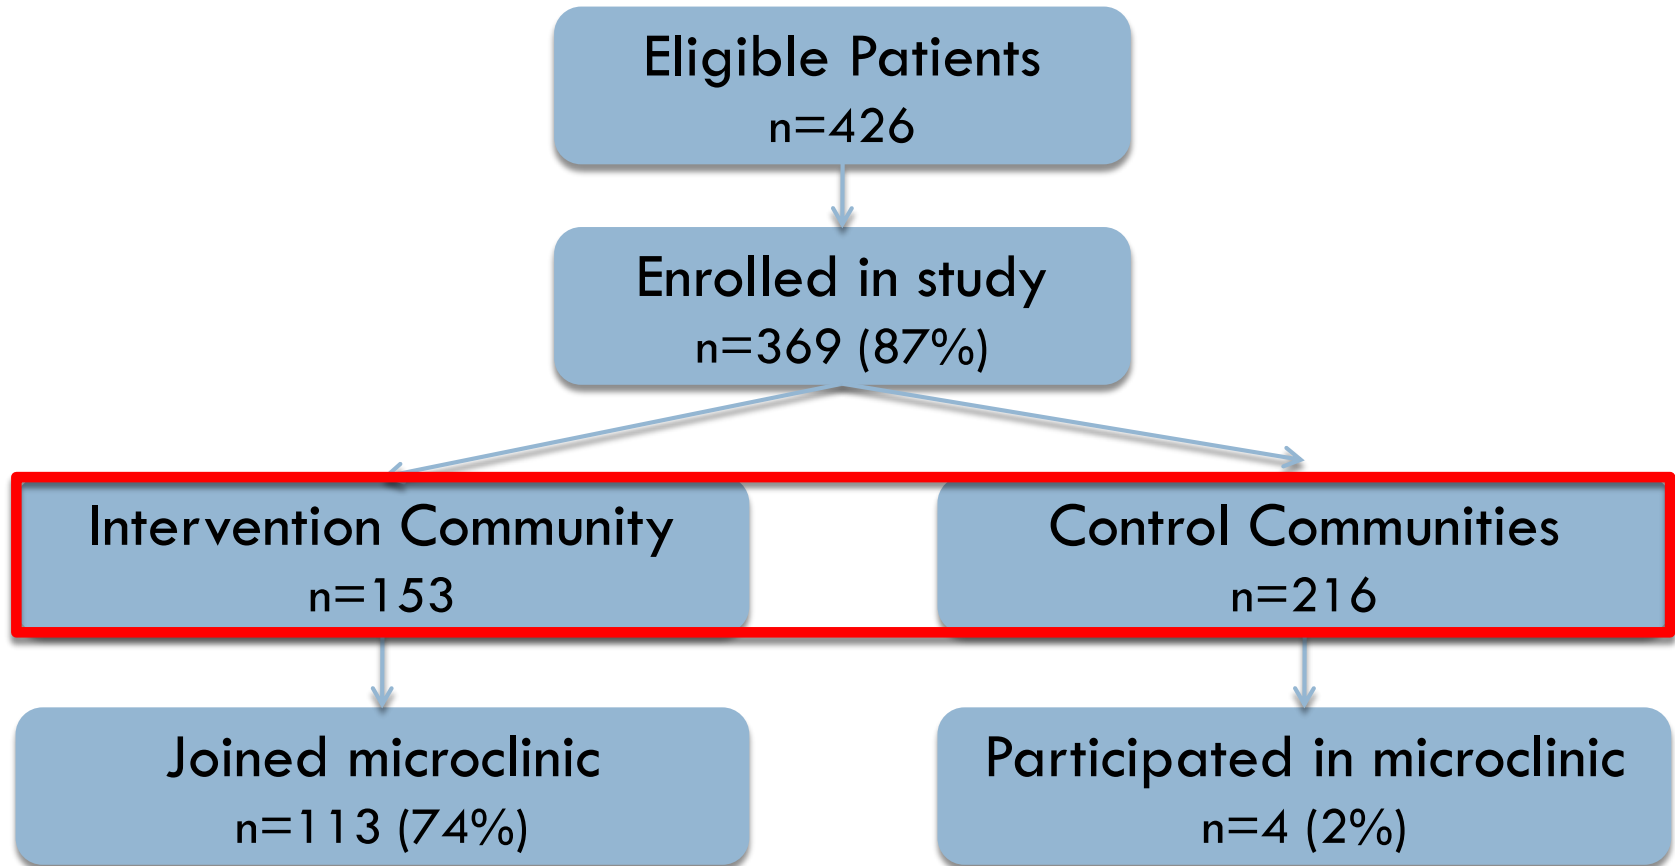 Eligible Patients
n=426
Enrolled in study
n=369 (87%)
Intervention Community
n=153
Control Communities
n=216
Joined microclinic
n=113 (74%)
Participated in microclinic
n=4 (2%)